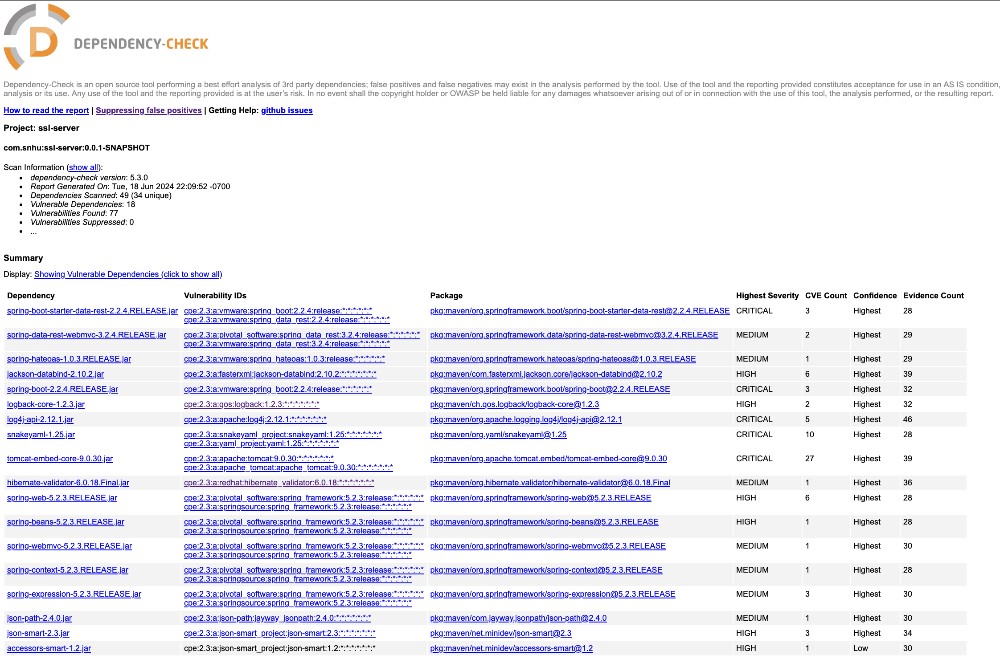 DEPENDENCY-CHECK
Dependency-Check is an open source tool performing a best effort analysis of 3rd party dependencies; false positives and false negatives may exist in the analysis performed by the tool. Use of the tool and the reporting provided constitutes acceptance for use in an AS IS condition,
analysis or its use. Any use of the tool and the reporting provided is at the user's risk. In no event shall the copyright holder or OWASP be held liable for any damages whatsoever arising out of or in connection with the use of this tool, the analysis performed, or the resulting report.
How to read the report | Suppressing false positives | Getting Help: github issues
Project: ssl-server
com.snhu:ssl-server:0.0.1-SNAPSHOT
Scan Information (show all):
• dependency-check version: 5.3.0
• Report Generated On: Tue, 18 Jun 2024 22:09:52 -0700
• Dependencies Scanned: 49 (34 unique)
• Vulnerable Dependencies: 18
• Vulnerabilities Found: 77
• Vulnerabilities Suppressed: 0
• ...
Summary
Display: Showing Vulnerable Dependencies (click to show all)
Dependency Vulnerability IDs Package Highest Severity CVE Count Confidence Evidence Count
spring-boot-starter-data-rest-2.2.4.RELEASE.jar cpe:2.3:a:vmware:spring_boot:2.2.4:release:*:*:*:*:*:* pkg:maven/org.springframework.boot/spring-boot-starter-data-rest@2.2.4.RELEASE CRITICAL 3 Highest 28
cpe:2.3:a:vmware:spring_data_rest:2.2.4:release:*:*:*:*:*:*
spring-data-rest-webmvc-3.2.4.RELEASE.jar cpe:2.3:a:pivotal_software:spring_data_rest:3.2.4:release:*:*:*:*:*:* pkg:maven/org.springframework.data/spring-data-rest-webmvc@3.2.4.RELEASE MEDIUM 2 Highest 29
cpe:2.3:a:vmware:spring_data_rest:3.2.4:release:*:*:*:*:*:*
spring-hateoas-1.0.3.RELEASE.jar cpe:2.3:a:vmware:spring_hateoas:1.0.3:release:*:*:*:*:*:* pkg:maven/org.springframework.hateoas/spring-hateoas@1.0.3.RELEASE MEDIUM 1 Highest 29
jackson-databind-2.10.2.jar cpe:2.3:a:fasterxml:jackson-databind:2.10.2:*:*:*:*:*:*:* pkg:maven/com.fasterxml.jackson.core/jackson-databind@2.10.2 HIGH 6 Highest 39
spring-boot-2.2.4.RELEASE.jar cpe:2.3:a:vmware:spring_boot:2.2.4:release:*:*:*:*:*:* pkg:maven/org.springframework.boot/spring-boot@2.2.4.RELEASE CRITICAL 3 Highest 32
logback-core-1.2.3.jar cpe:2.3:a:qos:logback:1.2.3:*:*:*:*:*:*:* pkg:maven/ch.qos.logback/logback-core@1.2.3 HIGH 2 Highest 32
log4j-api-2.12.1.jar cpe:2.3:a:apache:log4j:2.12.1:*:*:*:*:*:*:* pkg:maven/org.apache.logging.log4j/log4j-api@2.12.1 CRITICAL 5 Highest 46
snakeyaml-1.25.jar cpe:2.3:a:snakeyaml_project:snakeyaml:1.25:*:*:*:*:*:*:* pkg:maven/org.yaml/snakeyaml@1.25 CRITICAL 10 Highest 28
cpe:2.3:a:yaml_project:yaml:1.25:*:*:*:*:*:*:*
tomcat-embed-core-9.0.30.jar cpe:2.3:a:apache:tomcat:9.0.30:*:*:*:*:*:*:* pkg:maven/org.apache.tomcat.embed/tomcat-embed-core@9.0.30 CRITICAL 27 Highest 39
cpe:2.3:a:apache_tomcat:apache_tomcat:9.0.30:*:*:*:*:*:*:*
hibernate-validator-6.0.18.Final.jar cpe:2.3:a:redhat:hibernate_validator:6.0.18:*:*:*:*:*:*:* pkg:maven/org.hibernate.validator/hibernate-validator@6.0.18.Final MEDIUM 1 Highest 36
spring-web-5.2.3.RELEASE.jar cpe:2.3:a:pivotal_software:spring_framework:5.2.3:release:*:*:*:*:*:* pkg:maven/org.springframework/spring-web@5.2.3.RELEASE HIGH 6 Highest 28
cpe:2.3:a:springsource:spring_framework:5.2.3:release:*:*:*:*:*:*
spring-beans-5.2.3.RELEASE.jar cpe:2.3:a:pivotal_software:spring_framework:5.2.3:release:*:*:*:*:*:* pkg:maven/org.springframework/spring-beans@5.2.3.RELEASE HIGH 1 Highest 28
cpe:2.3:a:springsource:spring_framework:5.2.3:release:*:*:*:*:*:*
spring-webmvc-5.2.3.RELEASE.jar cpe:2.3:a:pivotal_software:spring_framework:5.2.3:release:*:*:*:*:*:* pkg:maven/org.springframework/spring-webmvc@5.2.3.RELEASE MEDIUM 1 Highest 30
cpe:2.3:a:springsource:spring_framework:5.2.3:release:*:*:*:*:*:*
spring-context-5.2.3.RELEASE.jar cpe:2.3:a:pivotal_software:spring_framework:5.2.3:release:*:*:*:*:*:* pkg:maven/org.springframework/spring-context@5.2.3.RELEASE MEDIUM 1 Highest 28
cpe:2.3:a:springsource:spring_framework:5.2.3:release:*:*:*:*:*:*
spring-expression-5.2.3.RELEASE.jar cpe:2.3:a:pivotal_software:spring_framework:5.2.3:release:*:*:*:*:*:* pkg:maven/org.springframework/spring-expression@5.2.3.RELEASE MEDIUM 3 Highest 30
cpe:2.3:a:springsource:spring_framework:5.2.3:release:*:*:*:*:*:*
json-path-2.4.0.jar cpe:2.3:a:json-path:jayway_jsonpath:2.4.0:*:*:*:*:*:*:* pkg:maven/com.jayway.jsonpath/json-path@2.4.0 MEDIUM 1 Highest 30
json-smart-2.3.jar cpe:2.3:a:json-smart_project:json-smart:2.3:*:*:*:*:*:*:* pkg:maven/net.minidev/json-smart@2.3 HIGH 3 Highest 34
accessors-smart-1.2.jar cpe:2.3:a:json-smart_project:json-smart:1.2:*:*:*:*:*:*:* pkg:maven/net.minidev/accessors-smart@1.2 HIGH 1 Low 30